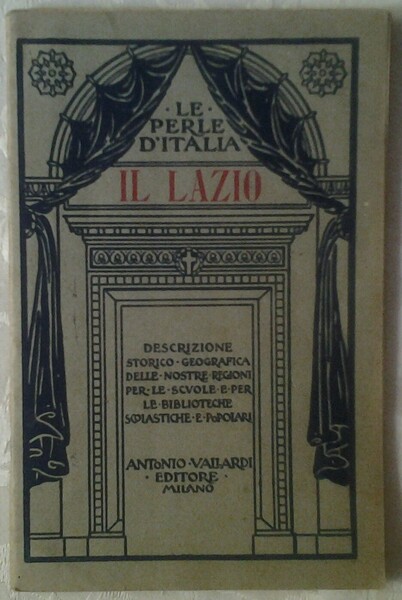 · LE ·
PERLE
D'ITALIA
IL LAZIO
DESCRIZIONE
STORICO · GEOGRAFICA
DELLE · NOSTRE REGIONI
PER · LE · SCVOLE · E · PER
LE · BIBLIOTECHE
SCOLASTICHE · E · POPOLARI
ANTONIO · VALLARDI
· EDITORE ·
MILANO